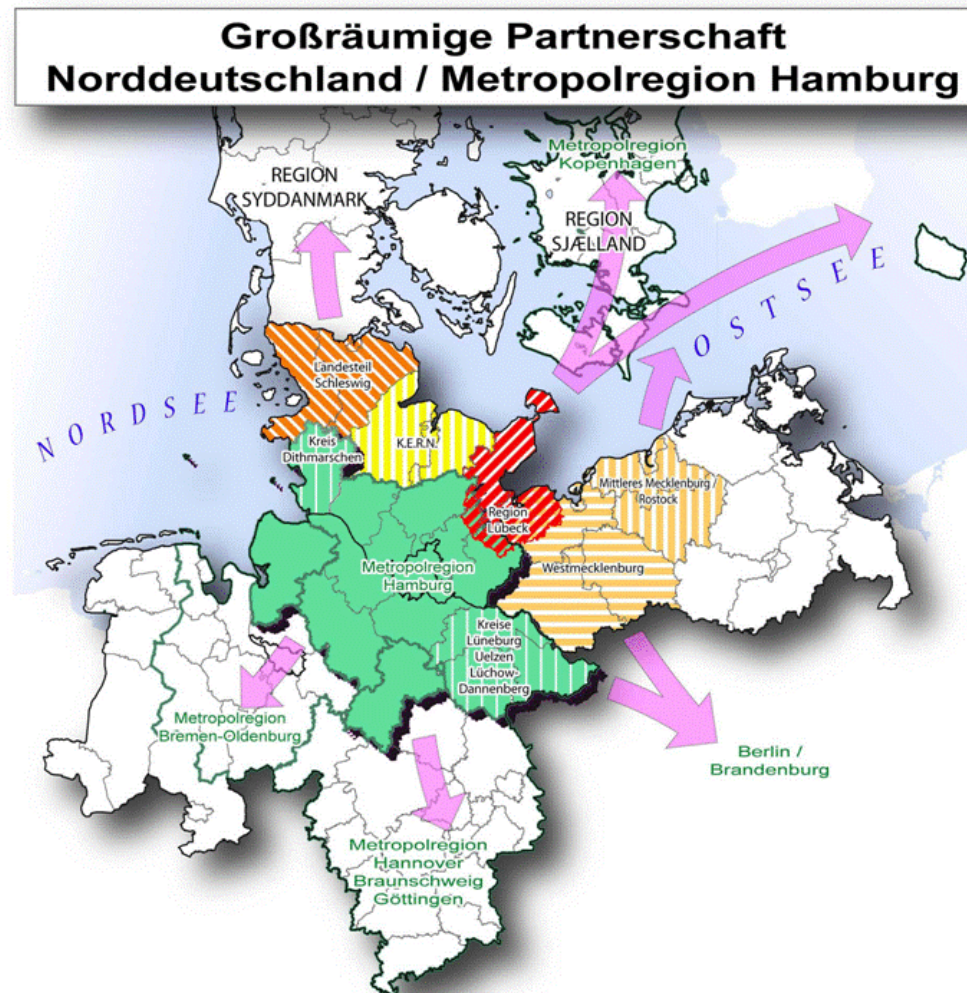 Großräumige Partnerschaft
Norddeutschland / Metropolregion Hamburg
Metropolregion
Kopenhagen
REGION
SYDDANMARK
REGION
SJÆLLAND
OSTSEE
NORDSEE
Landesteil
Schleswig
Kreis
Dithmarschen
K.E.R.N.
Mittleres Mecklenburg /
Rostock
Region
Lübeck
Metropolregion
Hamburg
Westmecklenburg
Kreise
Lüneburg
Uelzen
Lüchow-
Dannenberg
Metropolregion
Bremen-Oldenburg
Berlin /
Brandenburg
Metropolregion
Hannover
Braunschweig
Göttingen